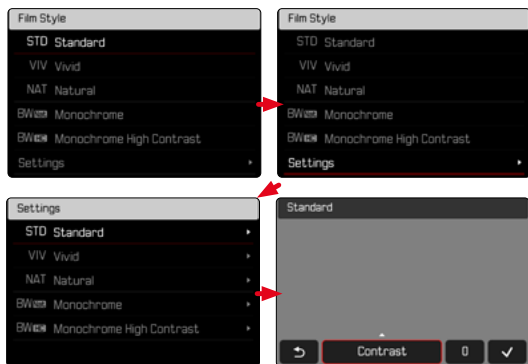 Film Style
STD Standard
VIV Vivid
NAT Natural
BW Monochrome
BW Monochrome High Contrast
Settings
Film Style
STD Standard
VIV Vivid
NAT Natural
BW Monochrome
BW Monochrome High Contrast
Settings
Settings
STD Standard
VIV Vivid
NAT Natural
BW Monochrome
BW Monochrome High Contrast
Standard
Contrast 0